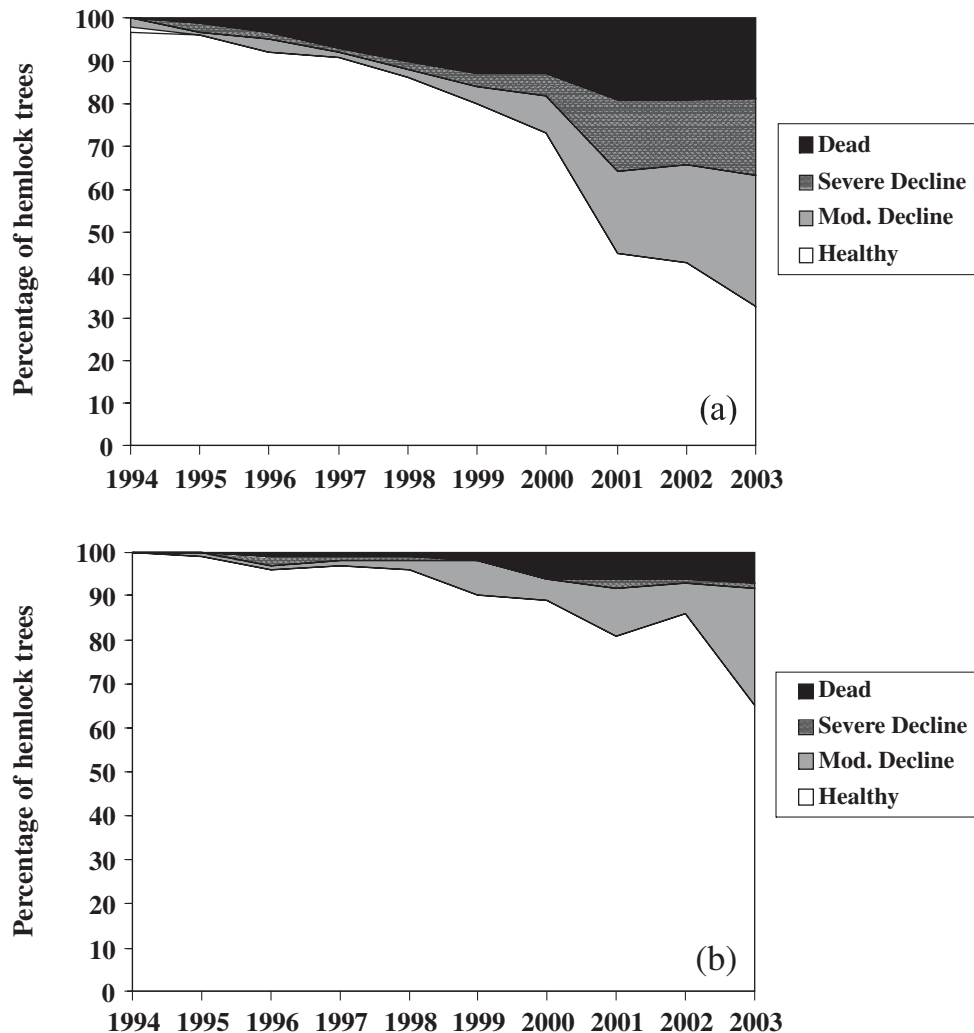 Percentage of hemlock trees
100
90
80
70
60
50
40
30
20
10
0
1994 1995 1996 1997 1998 1999 2000 2001 2002 2003
(a)
Dead
Severe Decline
Mod. Decline
Healthy
Percentage of hemlock trees
100
90
80
70
60
50
40
30
20
10
0
1994 1995 1996 1997 1998 1999 2000 2001 2002 2003
(b)
Dead
Severe Decline
Mod. Decline
Healthy